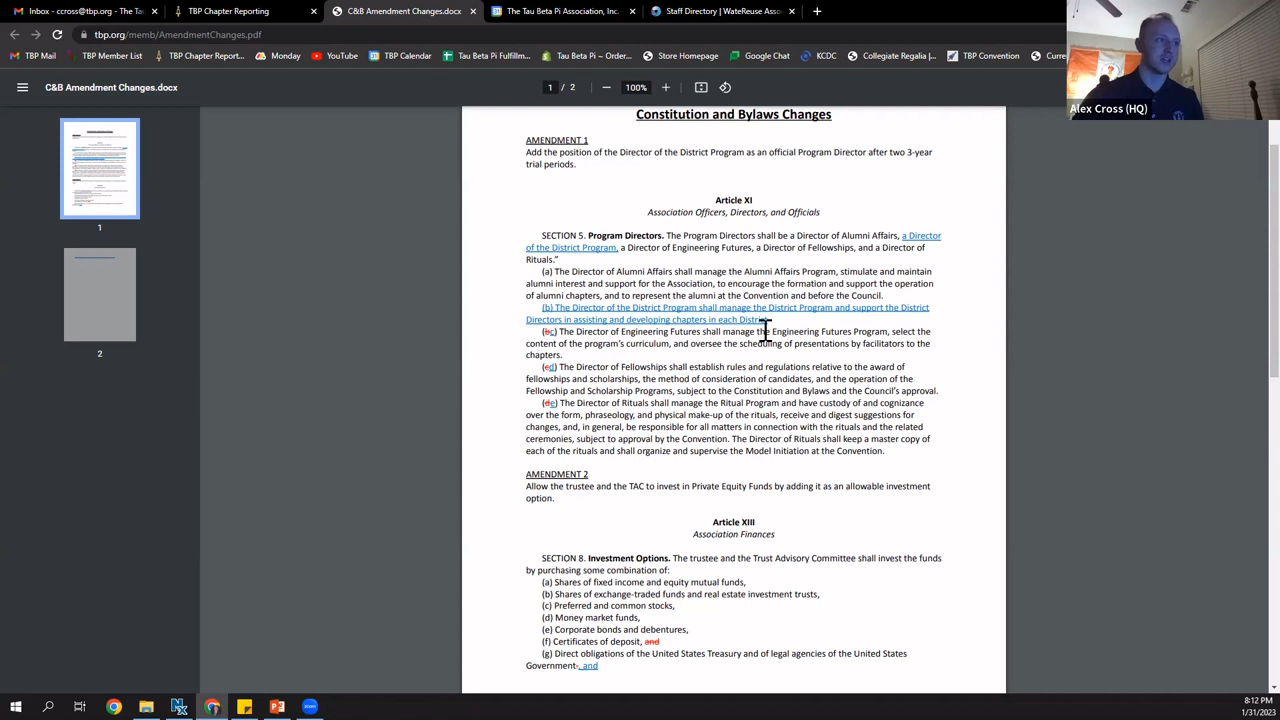 ccross@tbp.org - In the TBP mo
TBP Chapter Reporting
C&B Amendment Changes.docx
The Tau Beta Pi Association, Inc.
Staff Directory | WateReuse Ass
tbp.org/memb/AmendmentChanges.pdf
TBP Mail
TBP Chapters
YouTube
TBP Calendar
Tau Beta Pi Fulfillm...
Tau Beta Pi – Offici...
Store Homepage
KCDC
Collegiate Regalia |...
TBP Convention
Current...
C&B Amendment Changes.docx
1 / 2
100%
Alex Cross (HQ)
1
2
Constitution and Bylaws Changes
AMENDMENT 1
Add the position of the Director of the District Program as an official Program Director after two 3-year
trial periods.
Article XI
Association Officers, Directors, and Officials
SECTION 5. Program Directors. The Program Directors shall be a Director of Alumni Affairs, a Director
of the District Program, a Director of Engineering Futures, a Director of Fellowships, and a Director of
Rituals.”
(a) The Director of Alumni Affairs shall manage the Alumni Affairs Program, stimulate and maintain
alumni interest and support for the Association, to encourage the formation and support the operation
of alumni chapters, and to represent the alumni at the Convention and before the Council.
(b) The Director of the District Program shall manage the District Program and support the District
Directors in assisting and developing chapters in each District.
(bc) The Director of Engineering Futures shall manage the Engineering Futures Program, select the
content of the program’s curriculum, and oversee the scheduling of presentations by facilitators to the
chapters.
(cd) The Director of Fellowships shall establish rules and regulations relative to the award of
fellowships and scholarships, the method of consideration of candidates, and the operation of the
Fellowship and Scholarship Programs, subject to the Constitution and Bylaws and the Council’s approval.
(de) The Director of Rituals shall manage the Ritual Program and have custody of and cognizance
over the form, phraseology, and physical make-up of the rituals, receive and digest suggestions for
changes, and, in general, be responsible for all matters in connection with the rituals and the related
ceremonies, subject to approval by the Convention. The Director of Rituals shall keep a master copy of
each of the rituals and shall organize and supervise the Model Initiation at the Convention.
AMENDMENT 2
Allow the trustee and the TAC to invest in Private Equity Funds by adding it as an allowable investment
option.
Article XIII
Association Finances
SECTION 8. Investment Options. The trustee and the Trust Advisory Committee shall invest the funds
by purchasing some combination of:
(a) Shares of fixed income and equity mutual funds,
(b) Shares of exchange-traded funds and real estate investment trusts,
(c) Preferred and common stocks,
(d) Money market funds,
(e) Corporate bonds and debentures,
(f) Certificates of deposit, and
(g) Direct obligations of the United States Treasury and of legal agencies of the United States
Government., and
8:12 PM
1/31/2023